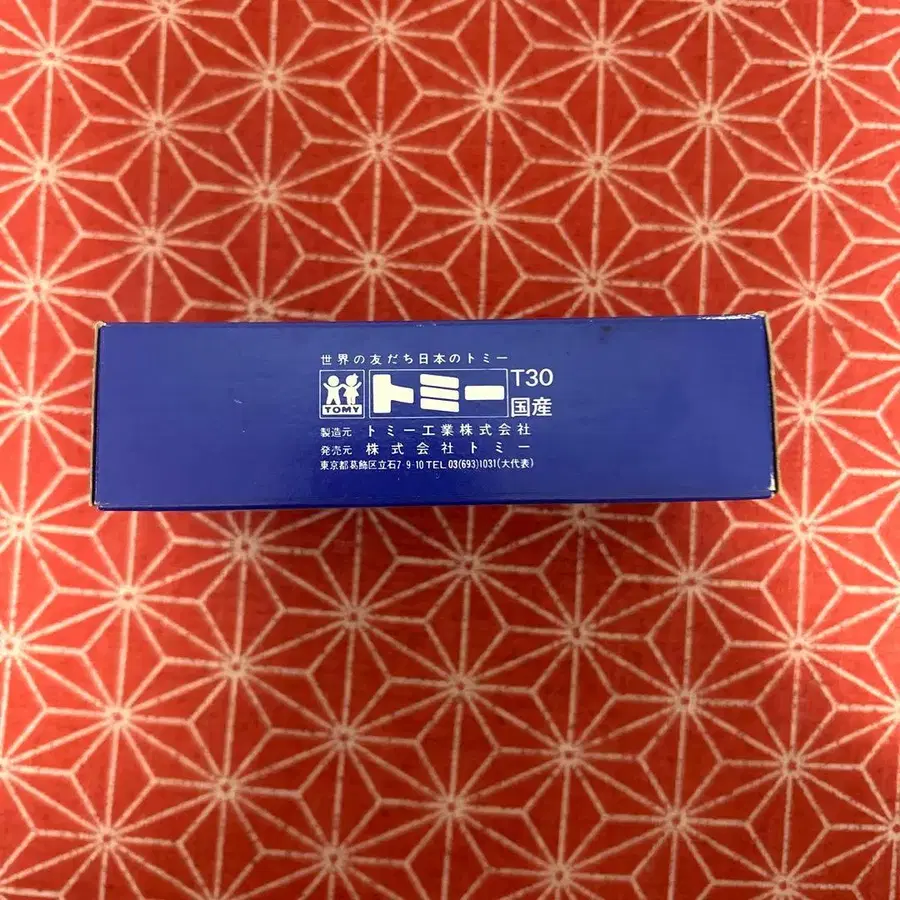 世界の友だち日本のトミー
TOMY トミー T30
国産
製造元 トミー工業株式会社
発売元 株式会社トミー
東京都葛飾区立石7-9-10 TEL 03(693)1031(大代表)